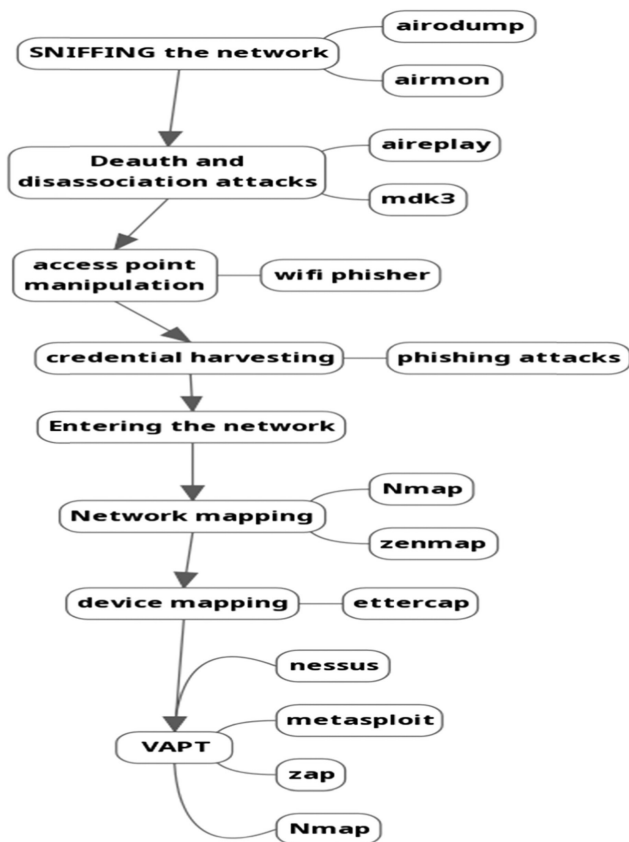 airodump
SNIFFING the network
airmon
aireplay
Deauth and
disassociation attacks
mdk3
access point
manipulation
wifi phisher
credential harvesting
phishing attacks
Entering the network
Nmap
Network mapping
zenmap
device mapping
ettercap
nessus
metasploit
VAPT
zap
Nmap